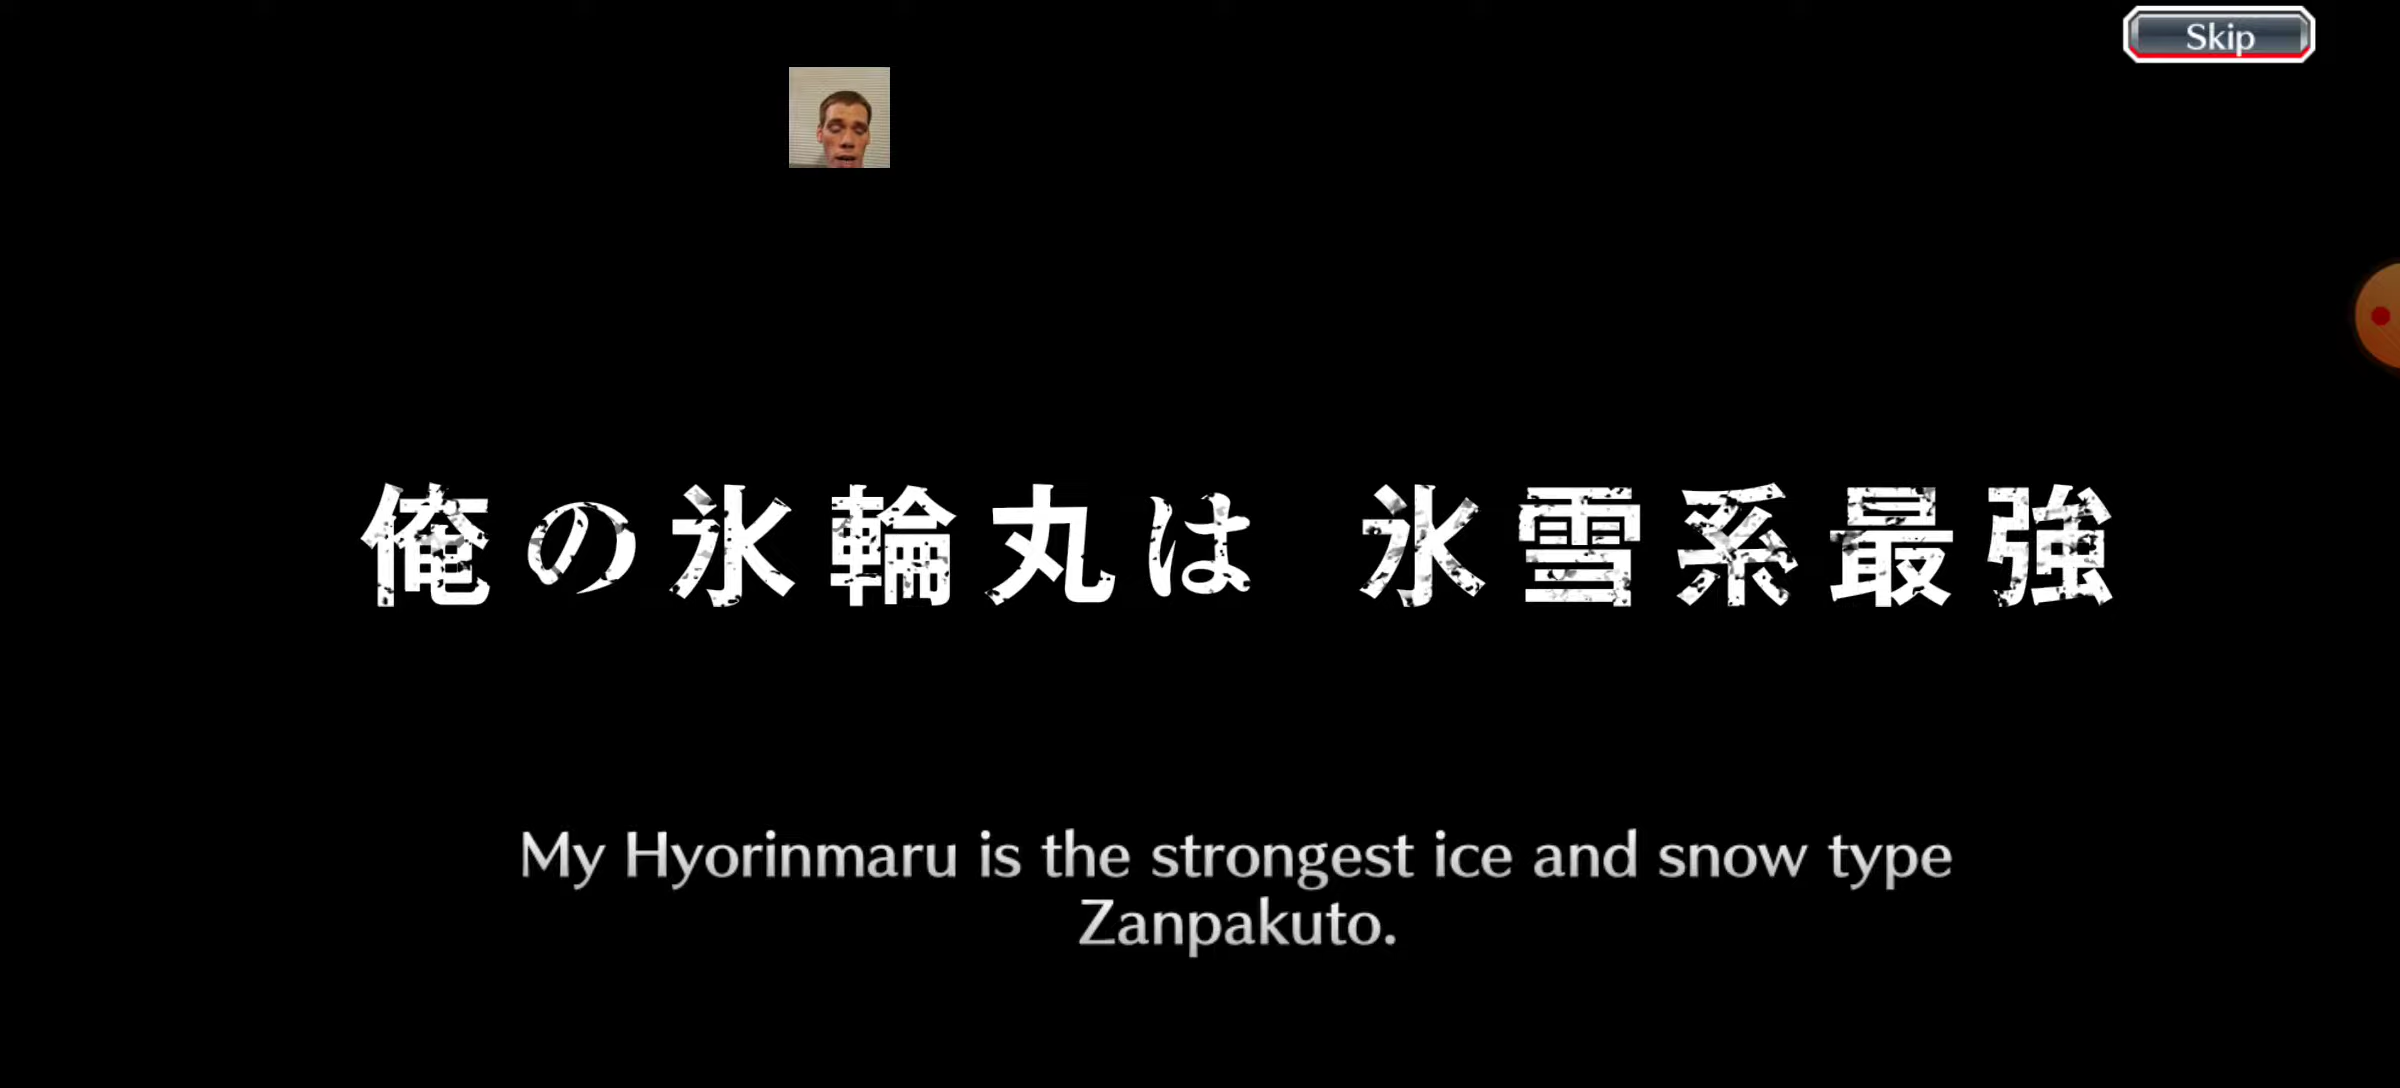 Skip
俺の氷輪丸は 氷雪系最強
My Hyorinmaru is the strongest ice and snow type
Zanpakuto.